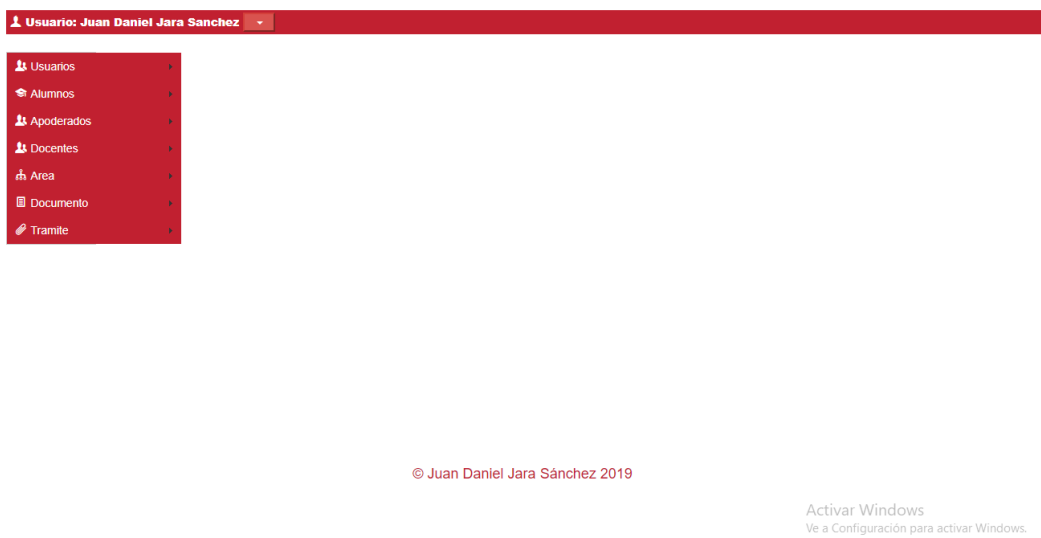 Usuario: Juan Daniel Jara Sanchez
Usuarios
Alumnos
Apoderados
Docentes
Area
Documento
Tramite
© Juan Daniel Jara Sánchez 2019
Activar Windows
Ve a Configuración para activar Windows.